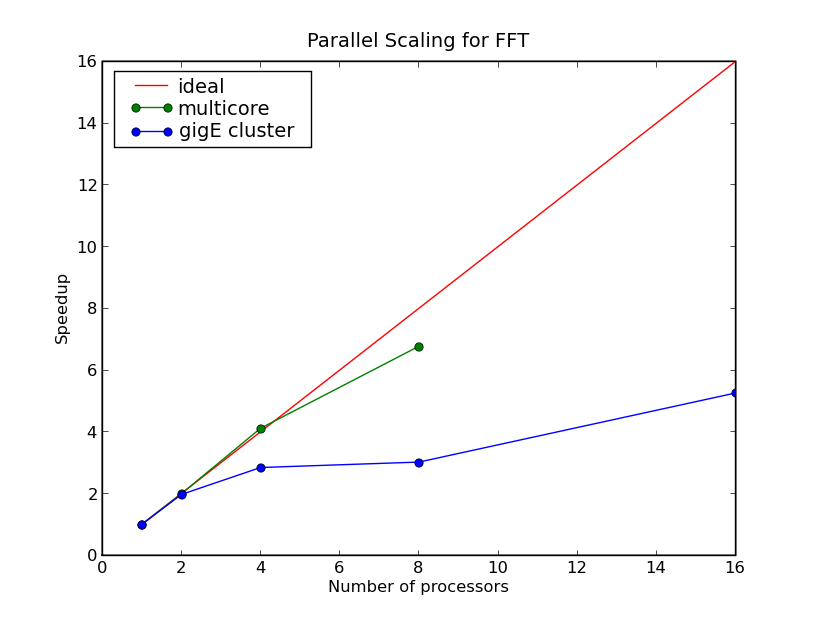 Parallel Scaling for FFT
ideal
multicore
gigE cluster
16
14
12
10
8
6
4
2
0
Speedup
0 2 4 6 8 10 12 14 16
Number of processors